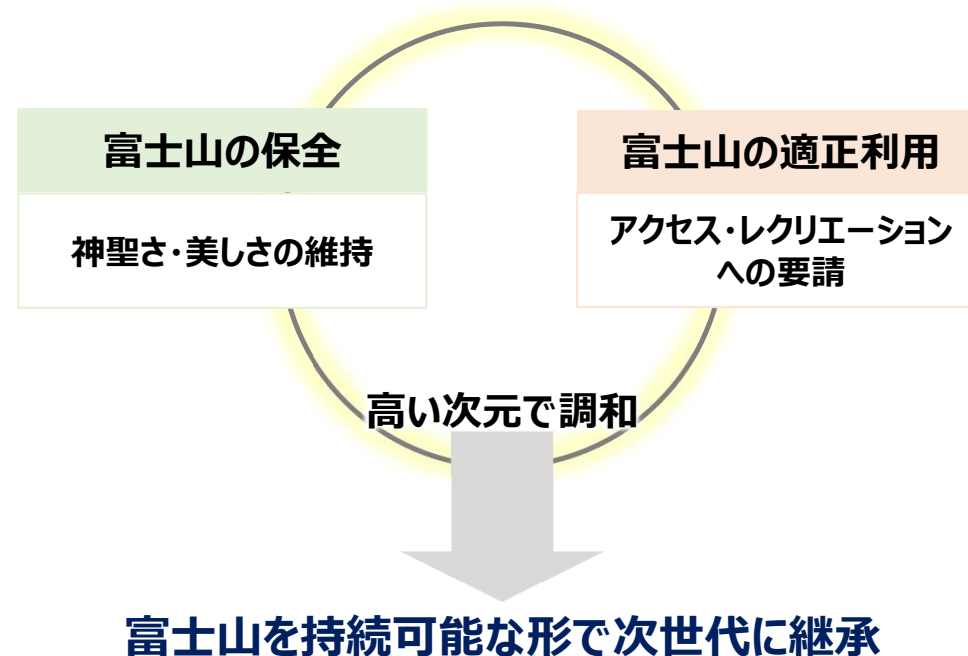 富士山の保全
神聖さ・美しさの維持
富士山の適正利用
アクセス・レクリエーション
への要請
高い次元で調和
富士山を持続可能な形で次世代に継承